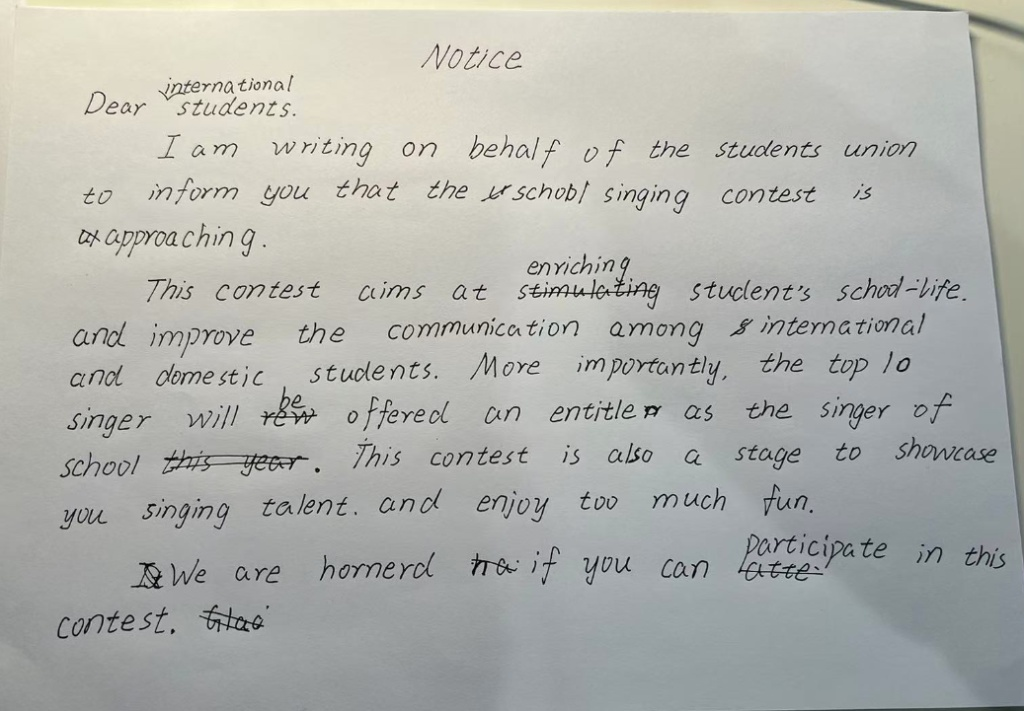 Notice
Dear international students.
I am writing on behalf of the students union
to inform you that the school singing contest is
approaching.
This contest aims at enriching student's school-life.
and improve the communication among international
and domestic students. More importantly, the top 10
singer will be offered an entitle as the singer of
school. This contest is also a stage to showcase
you singing talent. and enjoy too much fun.
We are hornerd if you can participate in this
contest.